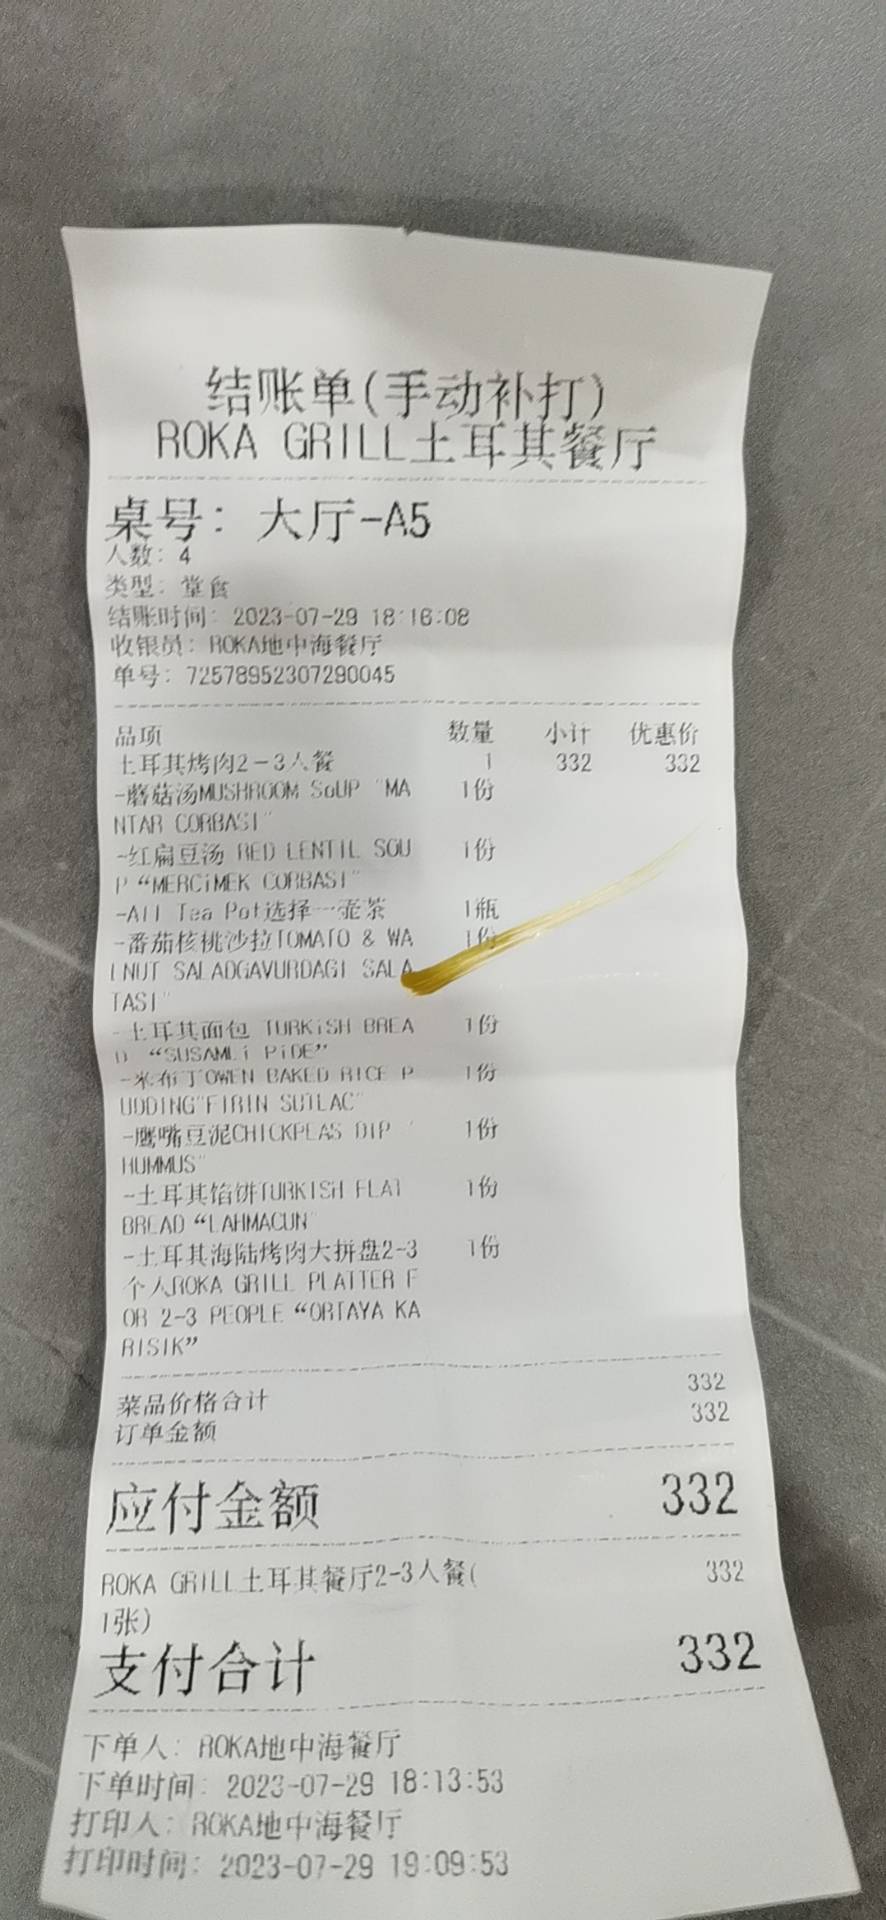 结账单(手动补打)
ROKA GRILL土耳其餐厅
桌号: 大厅-A5
人数: 4
类型: 堂食
结账时间: 2023-07-29 18:16:08
收银员: ROKA地中海餐厅
单号: 72578952307290045
品项 数量 小计 优惠价
土耳其烤肉2-3人餐 1 332 332
-蘑菇汤MUSHROOM SoUP "MA 1份
NTAR CORBASI"
-红扁豆汤 RED LENTIL SOU 1份
P “MERCiMEK CORBASI"
-All Tea Pot选择一壶茶 1瓶
-番茄核桃沙拉TOMATO & WA 1份
LNUT SALADGAVURDAGI SALA
TASI"
-土耳其面包 TURKiSH BREA 1份
D “SUSAMLi PiDE”
-米布丁OWEN BAKED RICE P 1份
UDDING"FIRIN SUTLAC"
-鹰嘴豆泥CHICKPEAS DIP " 1份
HUMMUS"
-土耳其馅饼TURKISH FLAT 1份
BREAD “LAHMACUN"
-土耳其海陆烤肉大拼盘2-3 1份
个人ROKA GRILL PLATTER F
OR 2-3 PEOPLE “ORTAYA KA
RISIK”
菜品价格合计 332
订单金额 332
应付金额 332
ROKA GRILL土耳其餐厅2-3人餐( 332
1张)
支付合计 332
下单人: ROKA地中海餐厅
下单时间: 2023-07-29 18:13:53
打印人: ROKA地中海餐厅
打印时间: 2023-07-29 19:09:53